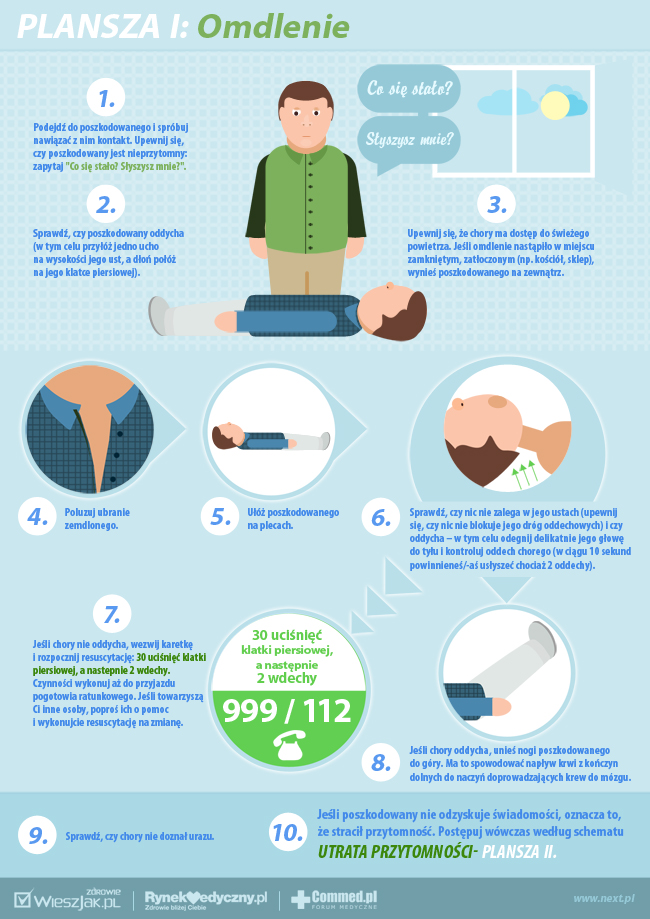 PLANSZA I: Omdlenie
Co się stało?
Słyszysz mnie?
1.
Podejdź do poszkodowanego i spróbuj
nawiązać z nim kontakt. Upewnij się,
czy poszkodowany jest nieprzytomny:
zapytaj "Co się stało? Słyszysz mnie?".
2.
Sprawdź, czy poszkodowany oddycha
(w tym celu przyłóż jedno ucho
na wysokości jego ust, a dłoń połóż
na jego klatce piersiowej).
3.
Upewnij się, że chory ma dostęp do świeżego
powietrza. Jeśli omdlenie nastąpiło w miejscu
zamkniętym, zatłoczonym (np. kościół, sklep),
wynieś poszkodowanego na zewnątrz.
4.
Poluzuj ubranie
zemdlonego.
5.
Ułóż poszkodowanego
na plecach.
6.
Sprawdź, czy nic nie zalega w jego ustach (upewnij
się, czy nic nie blokuje jego dróg oddechowych) i czy
oddycha – w tym celu odegnij delikatnie jego głowę
do tyłu i kontroluj oddech chorego (w ciągu 10 sekund
powinnieneś/-aś usłyszeć chociaż 2 oddechy).
7.
Jeśli chory nie oddycha, wezwij karetkę
i rozpocznij resuscytację: 30 uciśnięć klatki
piersiowej, a nastepnie 2 wdechy.
Czynności wykonuj aż do przyjazdu
pogotowia ratunkowego. Jeśli towarzyszą
Ci inne osoby, poproś ich o pomoc
i wykonujcie resuscytację na zmianę.
30 uciśnięć
klatki piersiowej,
a następnie
2 wdechy
999 / 112
8.
Jeśli chory oddycha, unieś nogi poszkodowanego
do góry. Ma to spowodować napływ krwi z kończyn
dolnych do naczyń doprowadzających krew do mózgu.
9.
Sprawdź, czy chory nie doznał urazu.
10.
Jeśli poszkodowany nie odzyskuje świadomości, oznacza to,
że stracił przytomność. Postępuj wówczas według schematu
UTRATA PRZYTOMNOŚCI- PLANSZA II.
ZDROWIE
WIESZJAK.PL
RynekMedyczny.pl
Zdrowie bliżej Ciebie
Commed.pl
FORUM MEDYCZNE
www.next.pl